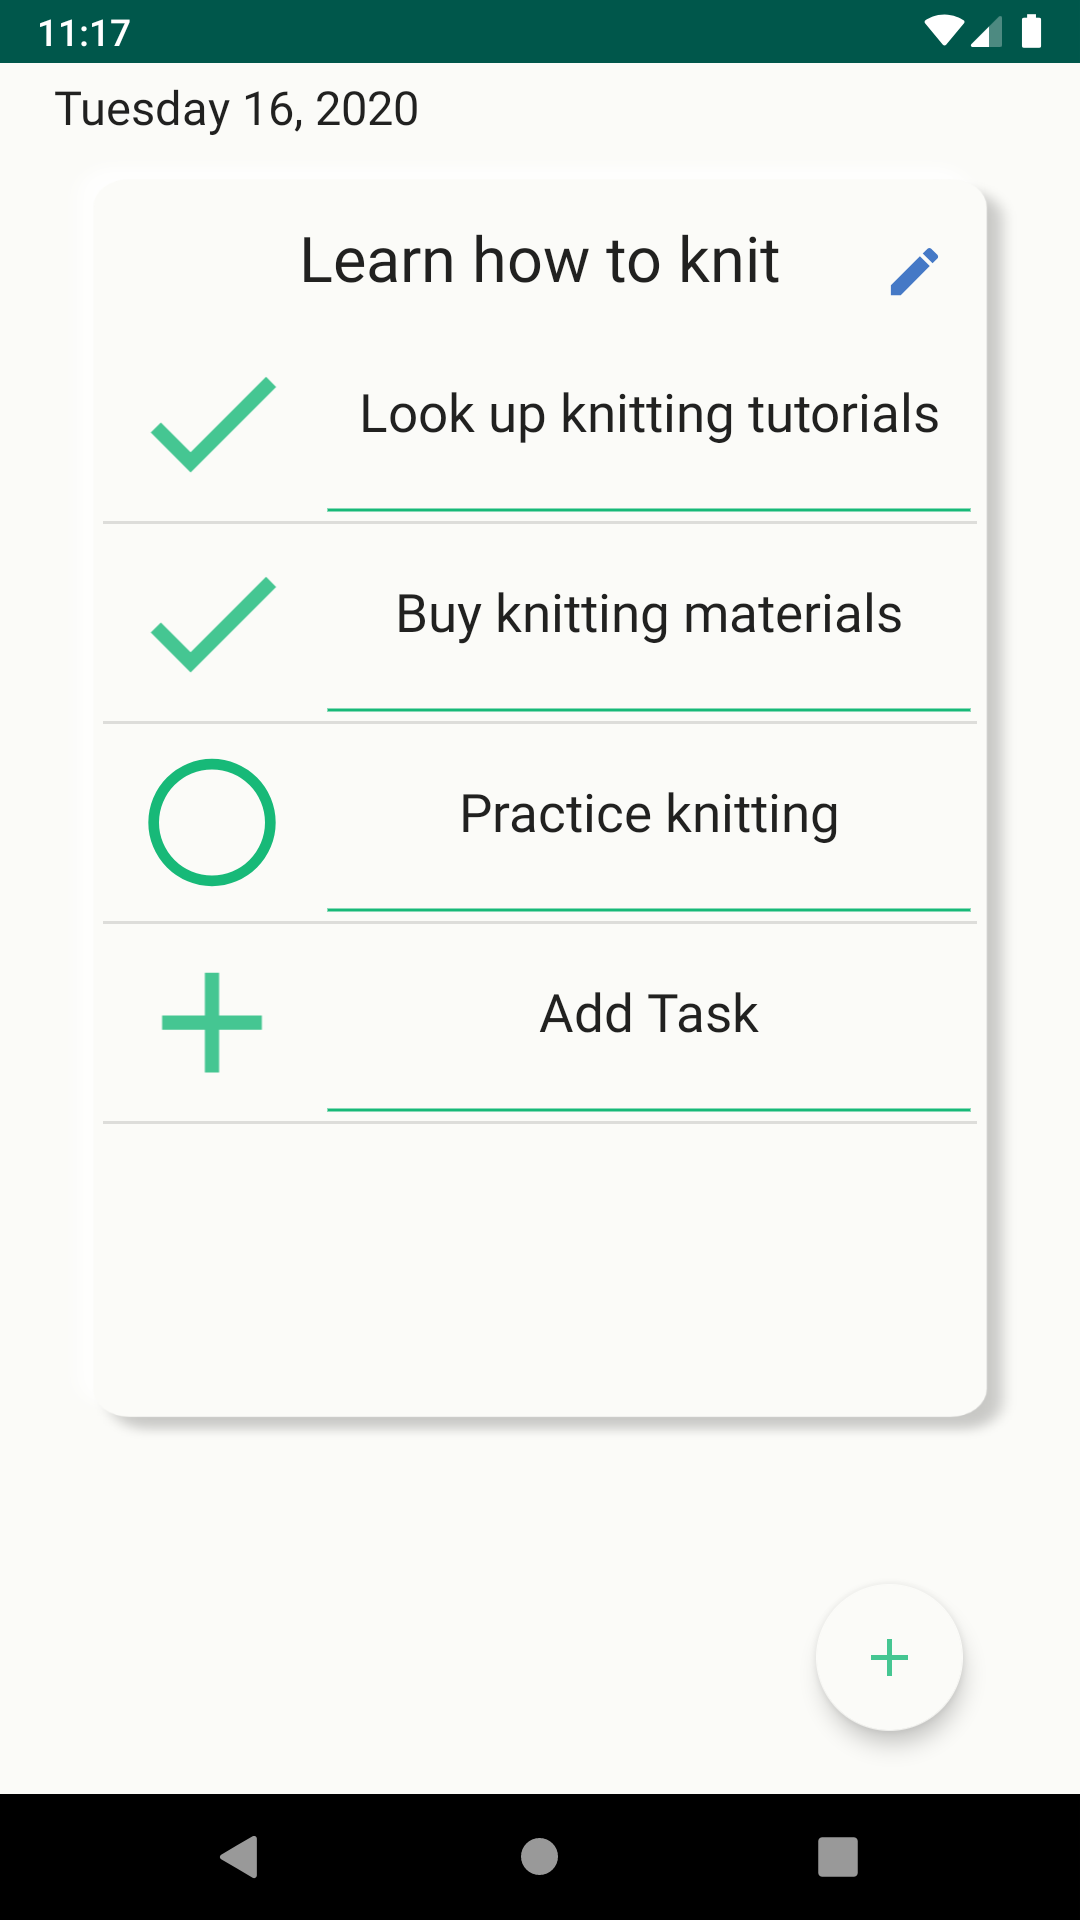 11:17
Tuesday 16, 2020
Learn how to knit
Look up knitting tutorials
Buy knitting materials
Practice knitting
Add Task